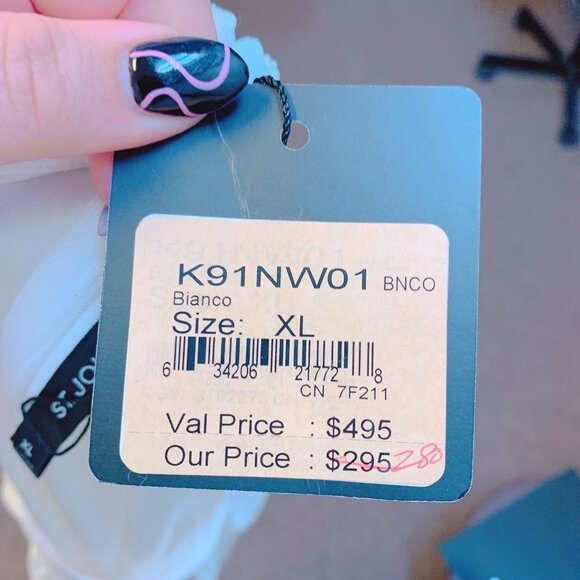 K91NW01 BNCO
Bianco
Size: XL
6 34206 21772 8
CN 7F211
Val Price : $495
Our Price : $295 280
ST. JO
XL